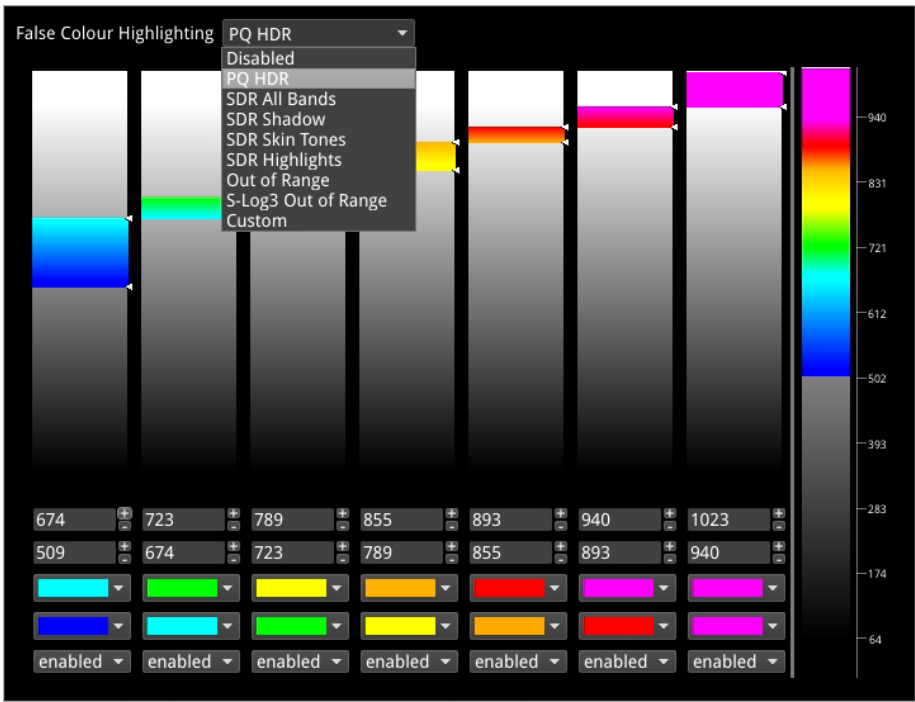 False Colour Highlighting PQ HDR
Disabled
PQ HDR
SDR All Bands
SDR Shadow
SDR Skin Tones
SDR Highlights
Out of Range
S-Log3 Out of Range
Custom
940
831
721
612
502
393
283
174
64
674 + - 723 + - 789 + - 855 + - 893 + - 940 + - 1023 + -
509 + - 674 + - 723 + - 789 + - 855 + - 893 + - 940 + -
enabled enabled enabled enabled enabled enabled enabled